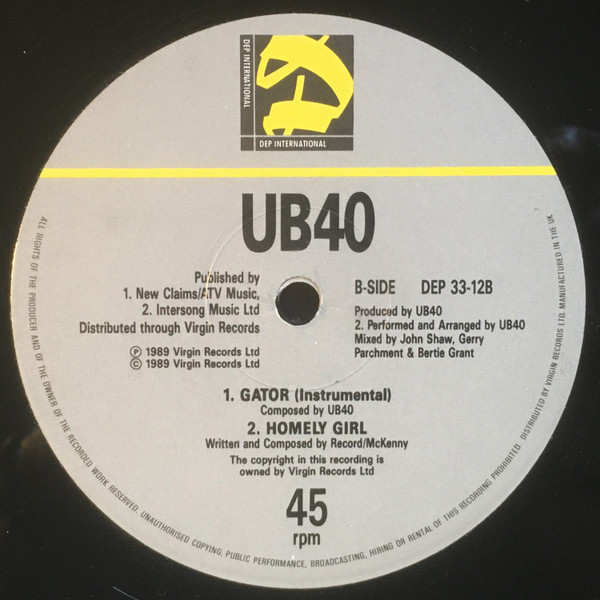 DEP INTERNATIONAL
DEP INTERNATIONAL
UB40
Published by
1. New Claims/ATV Music,
2. Intersong Music Ltd
Distributed through Virgin Records
Ⓟ 1989 Virgin Records Ltd
© 1989 Virgin Records Ltd
B-SIDE DEP 33-12B
Produced by UB40
2. Performed and Arranged by UB40
Mixed by John Shaw, Gerry
Parchment & Bertie Grant
1. GATOR (Instrumental)
Composed by UB40
2. HOMELY GIRL
Written and Composed by Record/McKenny
The copyright in this recording is
owned by Virgin Records Ltd
45
rpm
ALL RIGHTS OF THE PRODUCER AND OF THE OWNER OF THE RECORDED WORK RESERVED. UNAUTHORISED COPYING, PUBLIC PERFORMANCE, BROADCASTING, HIRING OR RENTAL OF THIS RECORDING PROHIBITED. DISTRIBUTED BY VIRGIN RECORDS LTD. MANUFACTURED IN THE UK